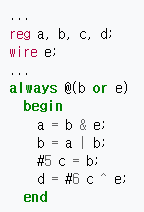 ...
reg a, b, c, d;
wire e;
...
always @(b or e)
  begin
    a = b & e;
    b = a | b;
    #5 c = b;
    d = #6 c ^ e;
  end